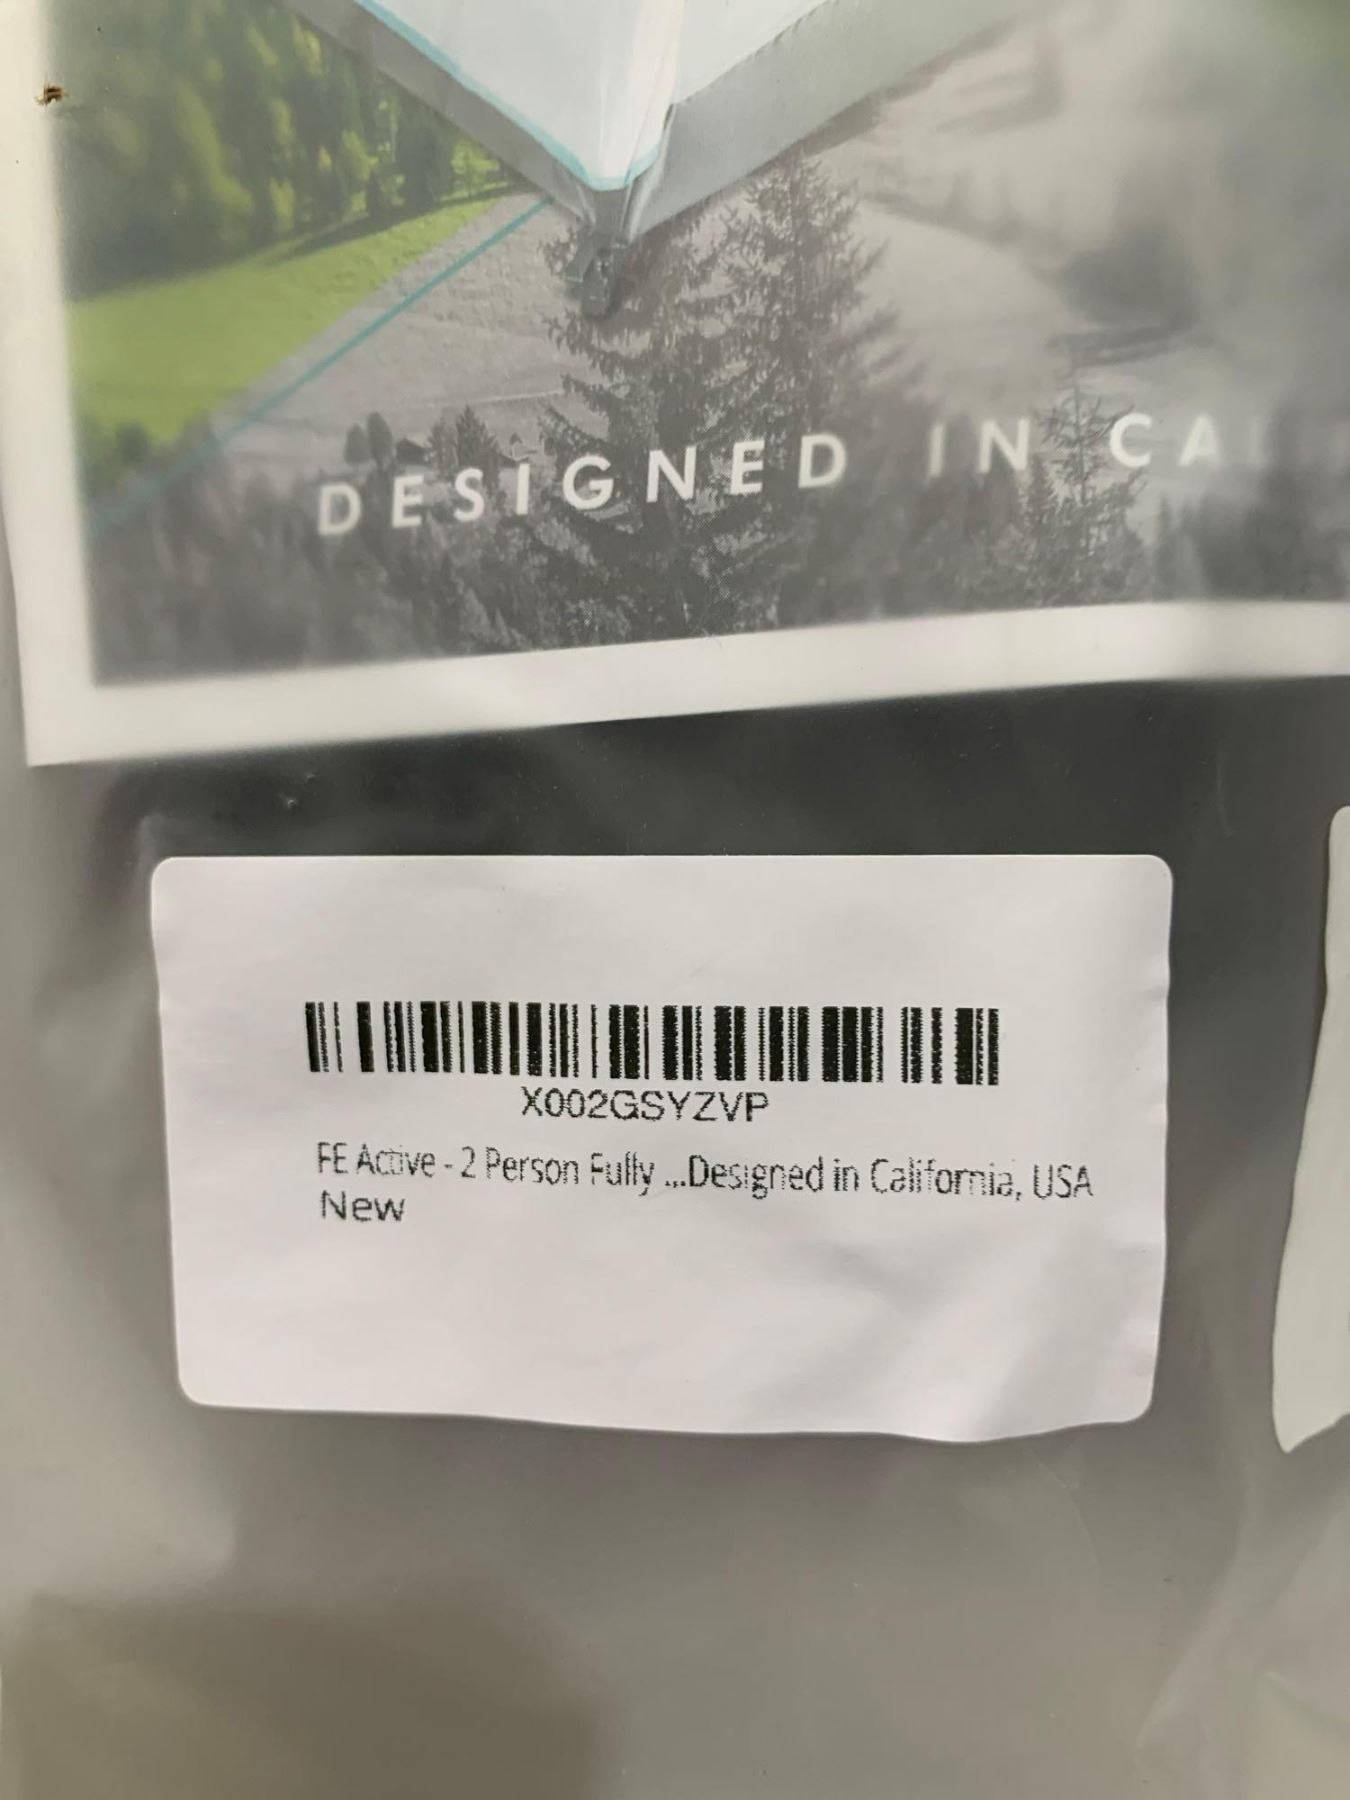 DESIGNED IN CA
X002GSYZVP
FE Active - 2 Person Fully ...Designed in California, USA
New